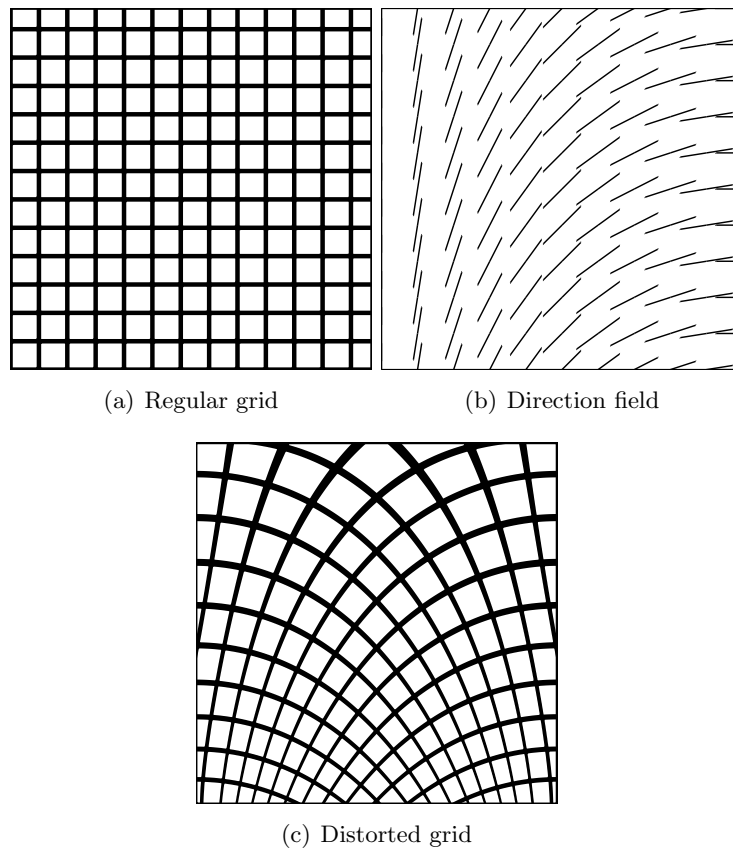 (a) Regular grid
(b) Direction field
(c) Distorted grid